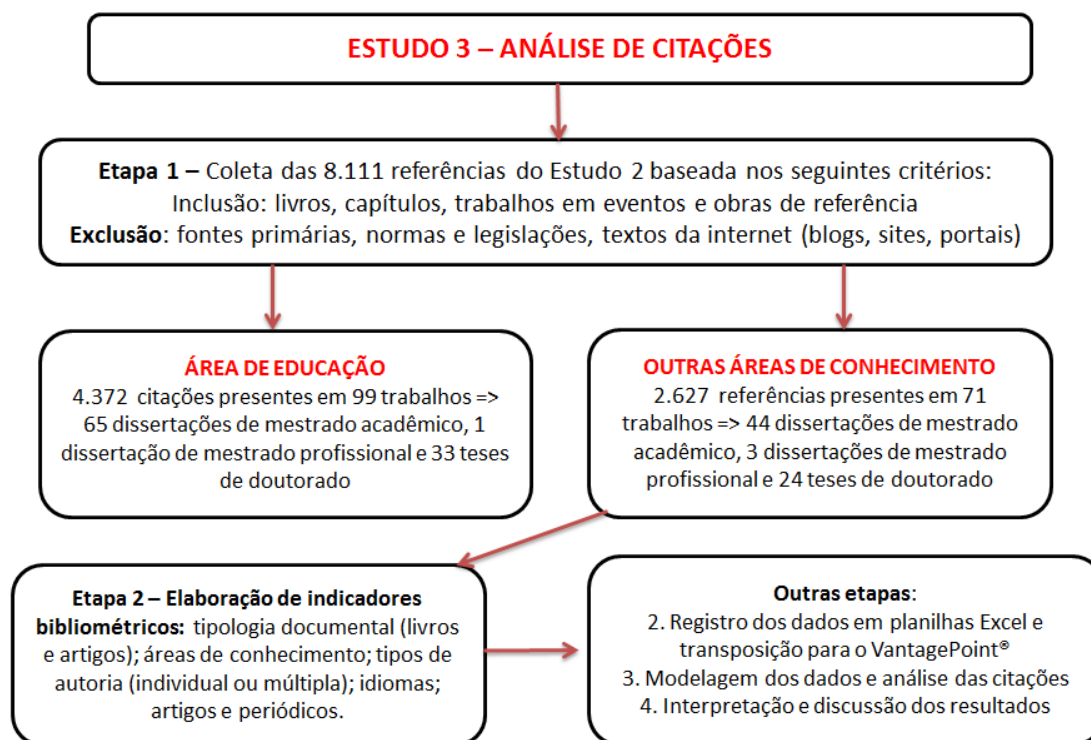 ESTUDO 3 – ANÁLISE DE CITAÇÕES
Etapa 1 – Coleta das 8.111 referências do Estudo 2 baseada nos seguintes critérios:
Inclusão: livros, capítulos, trabalhos em eventos e obras de referência
Exclusão: fontes primárias, normas e legislações, textos da internet (blogs, sites, portais)
ÁREA DE EDUCAÇÃO
4.372 citações presentes em 99 trabalhos =>
65 dissertações de mestrado acadêmico, 1
dissertação de mestrado profissional e 33 teses
de doutorado
OUTRAS ÁREAS DE CONHECIMENTO
2.627 referências presentes em 71
trabalhos => 44 dissertações de mestrado
acadêmico, 3 dissertações de mestrado
profissional e 24 teses de doutorado
Etapa 2 – Elaboração de indicadores
bibliométricos: tipologia documental (livros
e artigos); áreas de conhecimento; tipos de
autoria (individual ou múltipla); idiomas;
artigos e periódicos.
Outras etapas:
2. Registro dos dados em planilhas Excel e
transposição para o VantagePoint®
3. Modelagem dos dados e análise das citações
4. Interpretação e discussão dos resultados